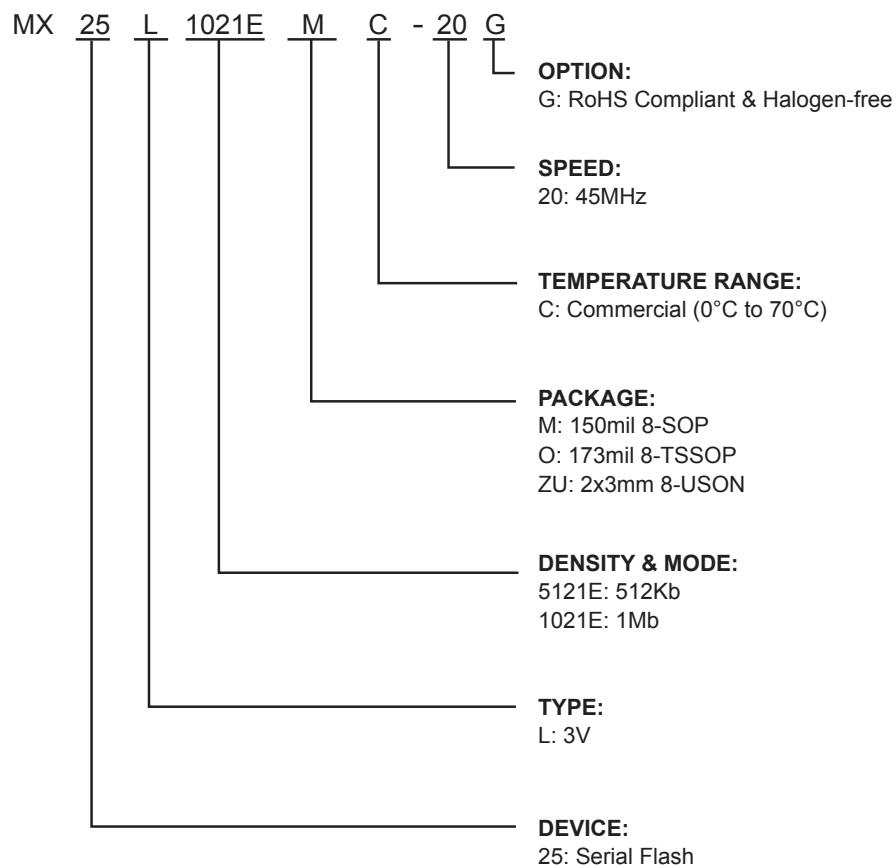 MX 25 L 1021E M C - 20 G
OPTION:
G: RoHS Compliant & Halogen-free
SPEED:
20: 45MHz
TEMPERATURE RANGE:
C: Commercial (0°C to 70°C)
PACKAGE:
M: 150mil 8-SOP
O: 173mil 8-TSSOP
ZU: 2x3mm 8-USON
DENSITY & MODE:
5121E: 512Kb
1021E: 1Mb
TYPE:
L: 3V
DEVICE:
25: Serial Flash